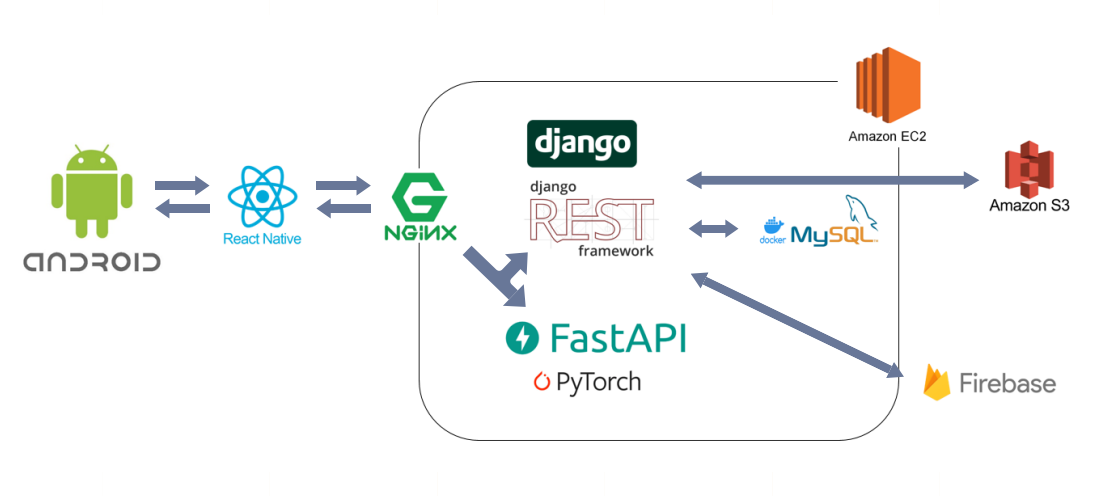 Amazon EC2
django
django
REST
framework
Amazon S3
ANDROID
React Native
NGiNX
docker
MySQL
FastAPI
PyTorch
Firebase